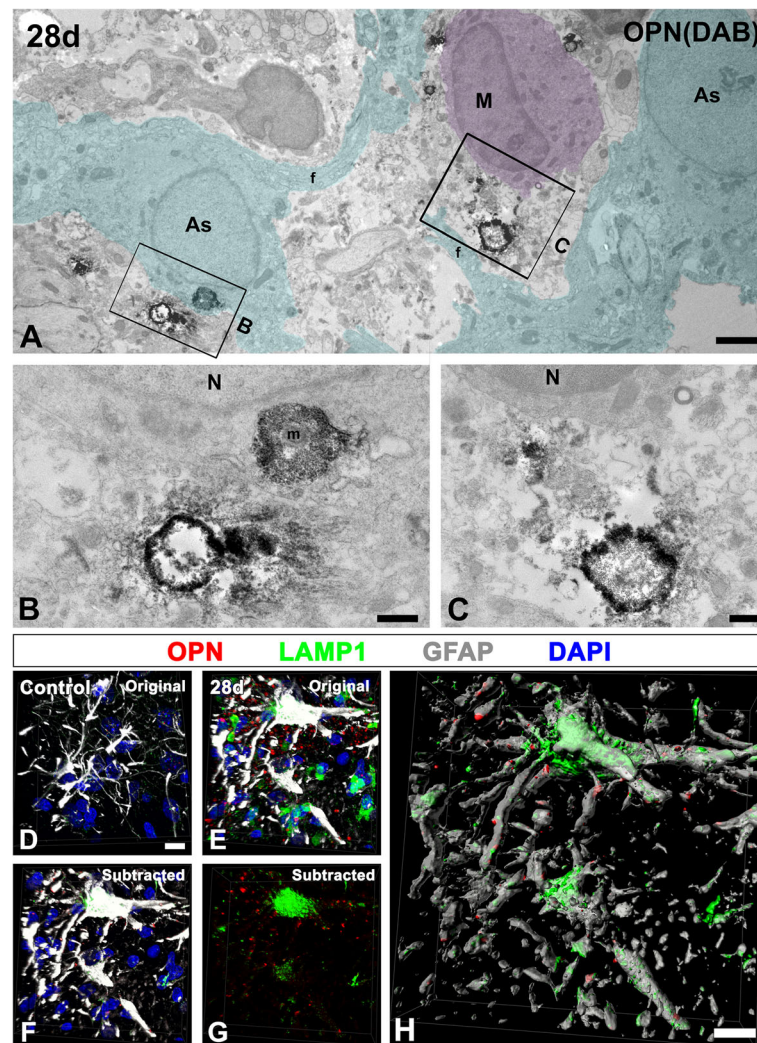 28d OPN(DAB)
M As
f
As
f C
B
A
N N
m
B C
OPN LAMP1 GFAP DAPI
Control Original 28d Original
D E
Subtracted Subtracted
F G H